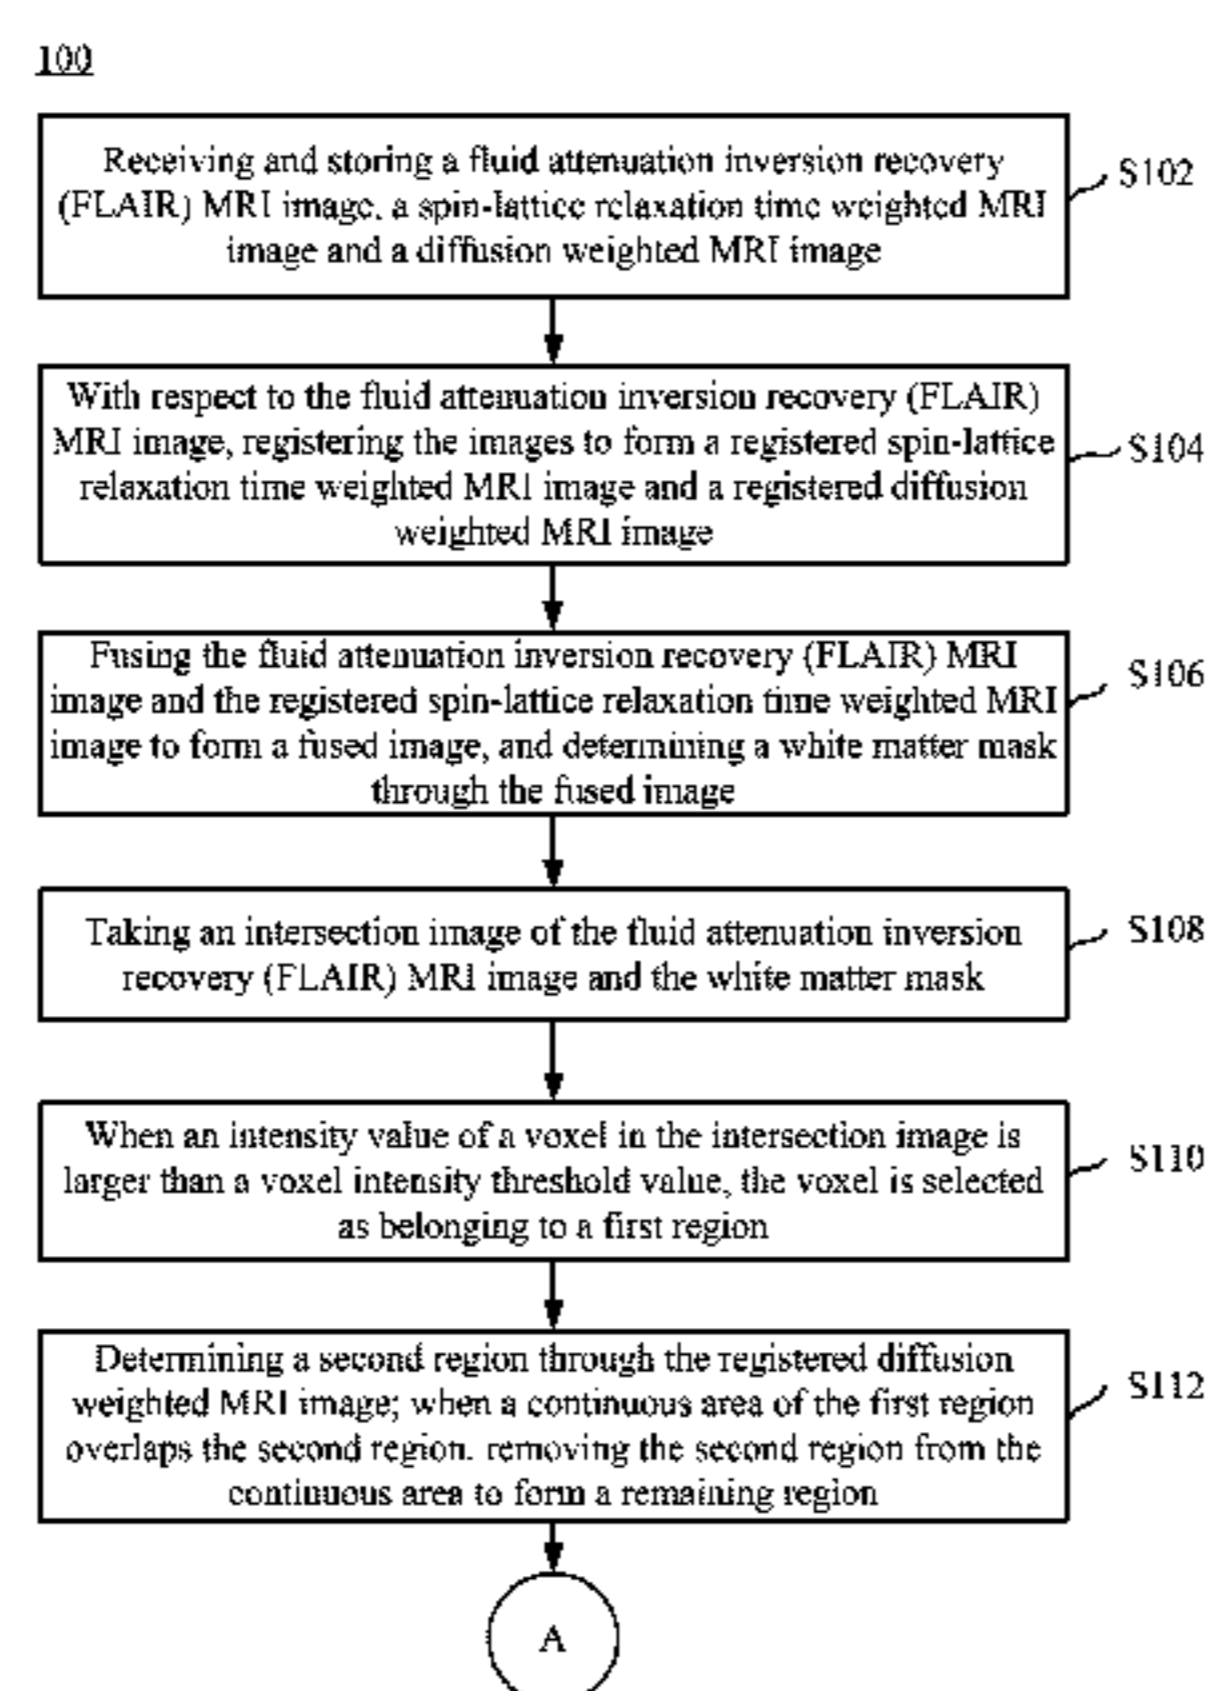 100
Receiving and storing a fluid attenuation inversion recovery
(FLAIR) MRI image, a spin-lattice relaxation time weighted MRI
image and a diffusion weighted MRI image
S102
With respect to the fluid attenuation inversion recovery (FLAIR)
MRI image, registering the images to form a registered spin-lattice
relaxation time weighted MRI image and a registered diffusion
weighted MRI image
S104
Fusing the fluid attenuation inversion recovery (FLAIR) MRI
image and the registered spin-lattice relaxation time weighted MRI
image to form a fused image, and determining a white matter mask
through the fused image
S106
Taking an intersection image of the fluid attenuation inversion
recovery (FLAIR) MRI image and the white matter mask
S108
When an intensity value of a voxel in the intersection image is
larger than a voxel intensity threshold value, the voxel is selected
as belonging to a first region
S110
Determining a second region through the registered diffusion
weighted MRI image; when a continuous area of the first region
overlaps the second region, removing the second region from the
continuous area to form a remaining region
S112
A